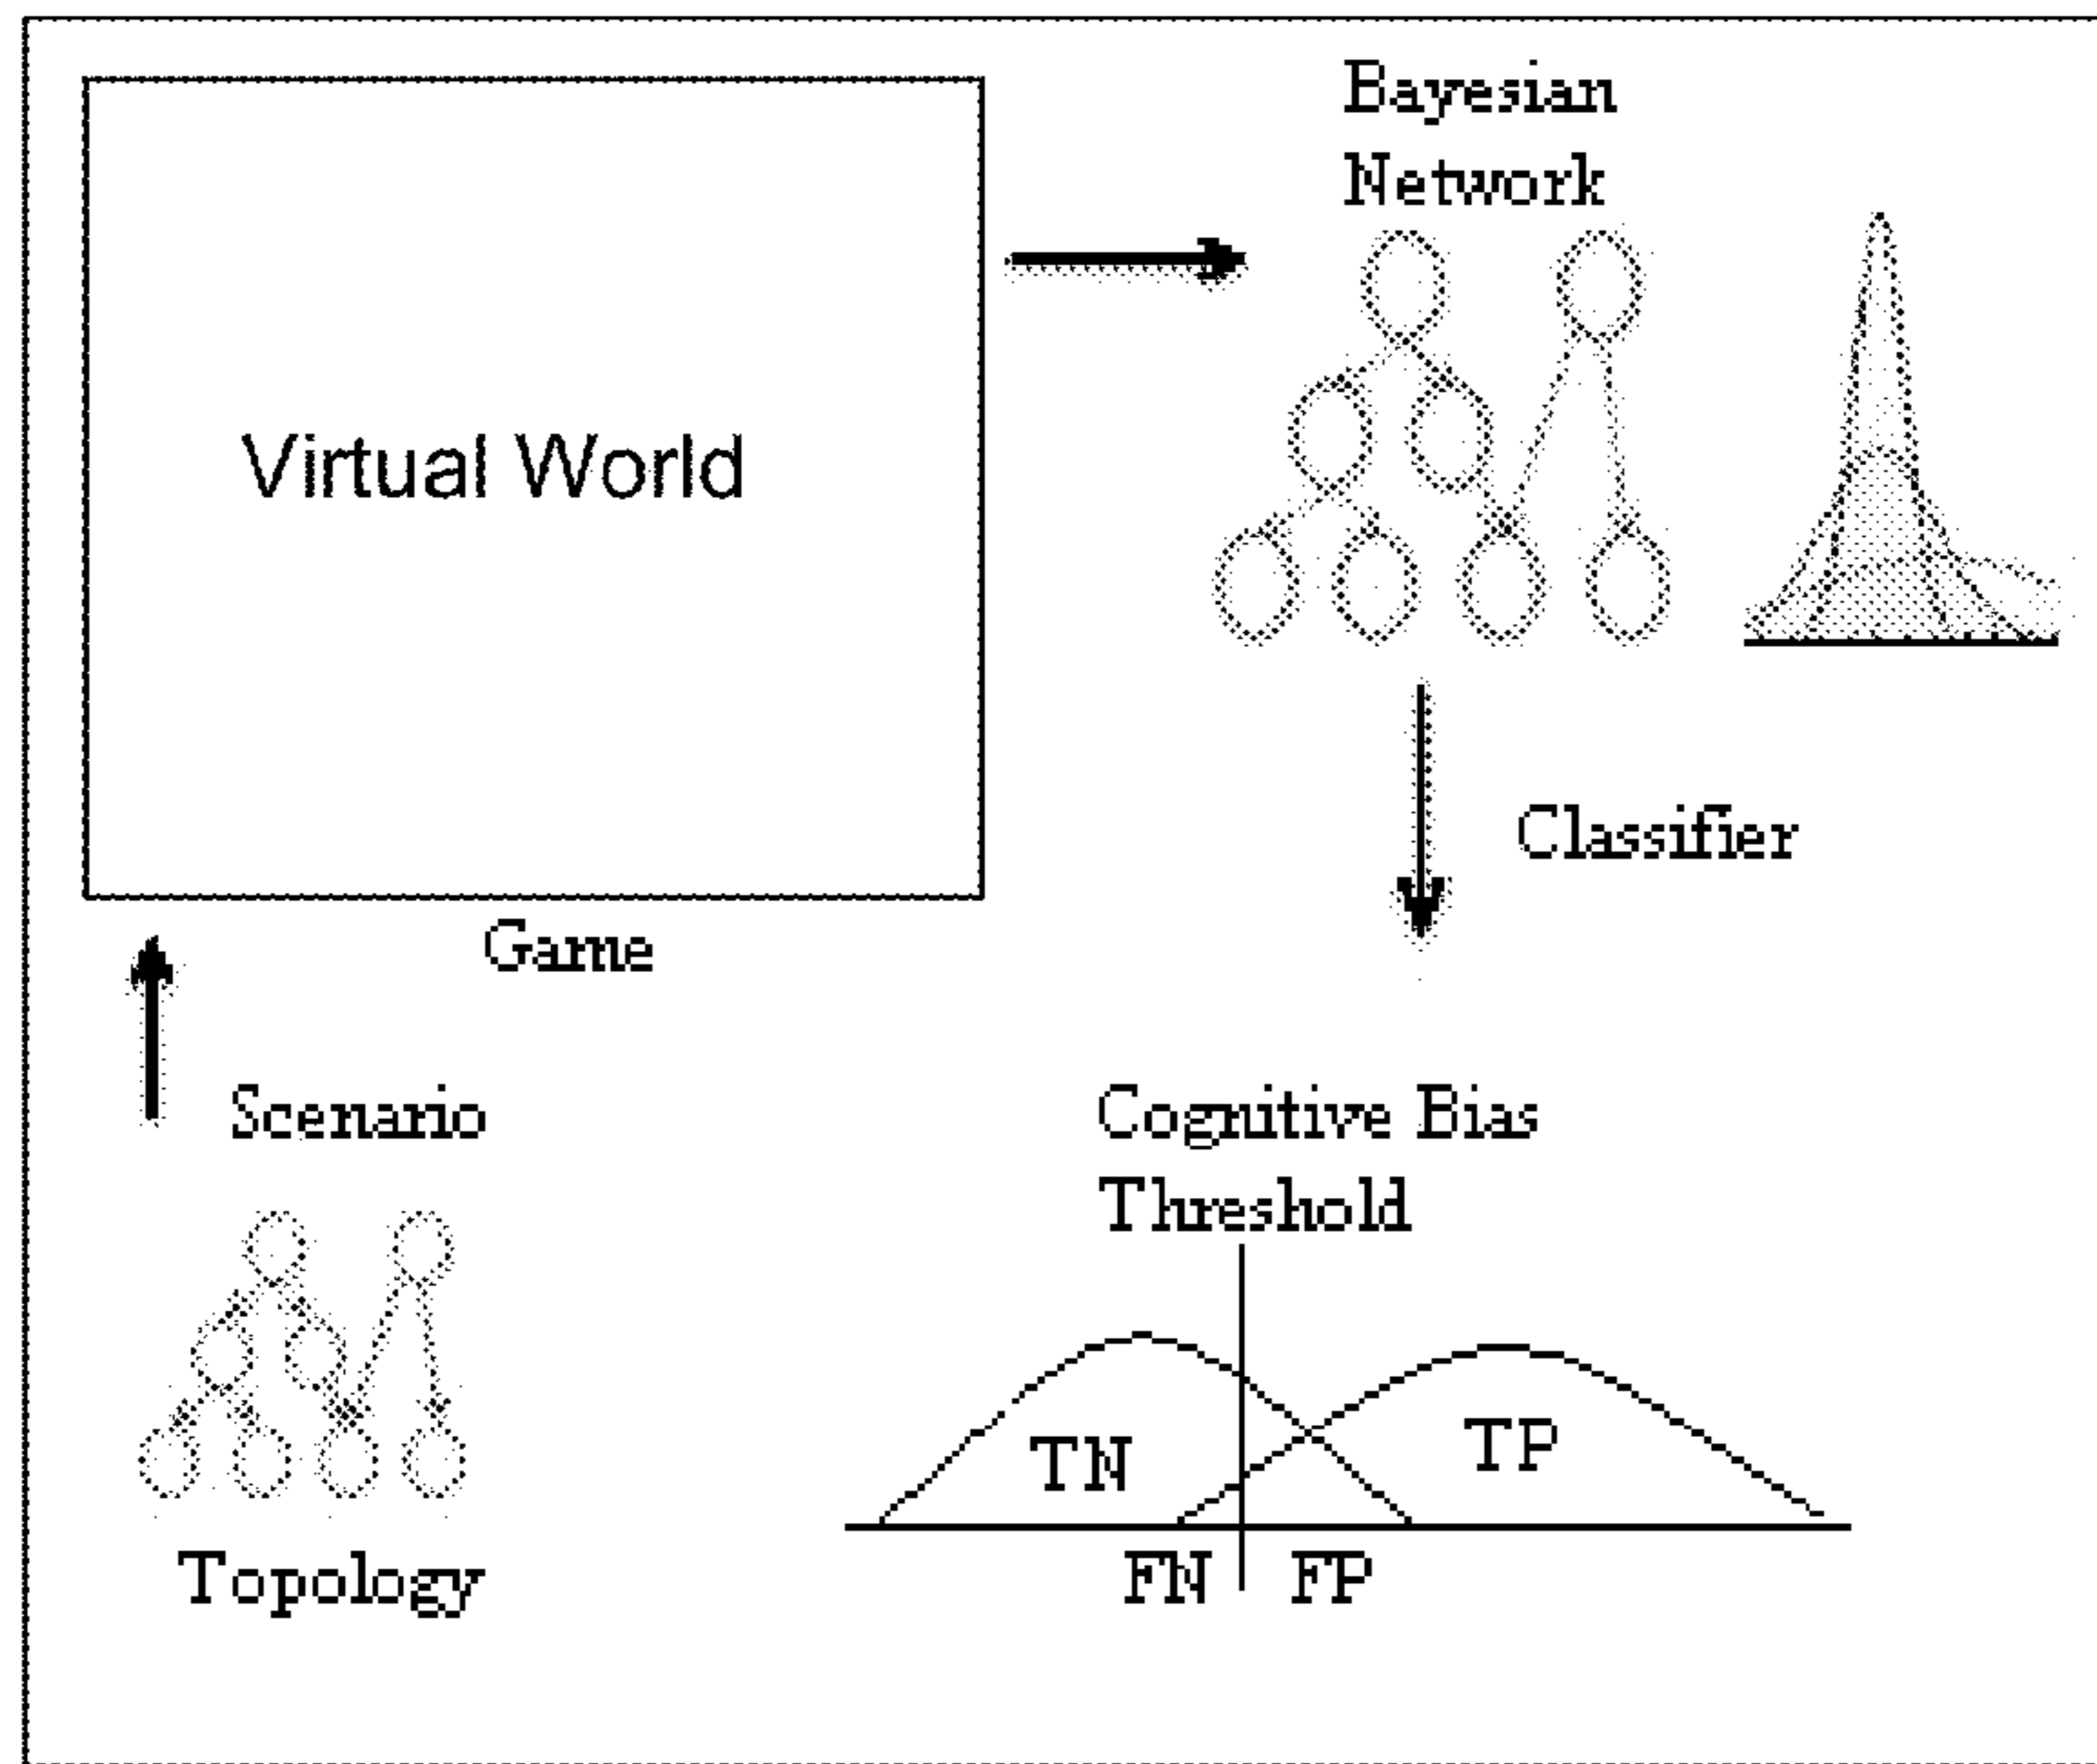 Bayesian
Network
Virtual World
Classifier
Game
Scenario
Cognitive Bias
Threshold
TN
TP
FN
FP
Topology